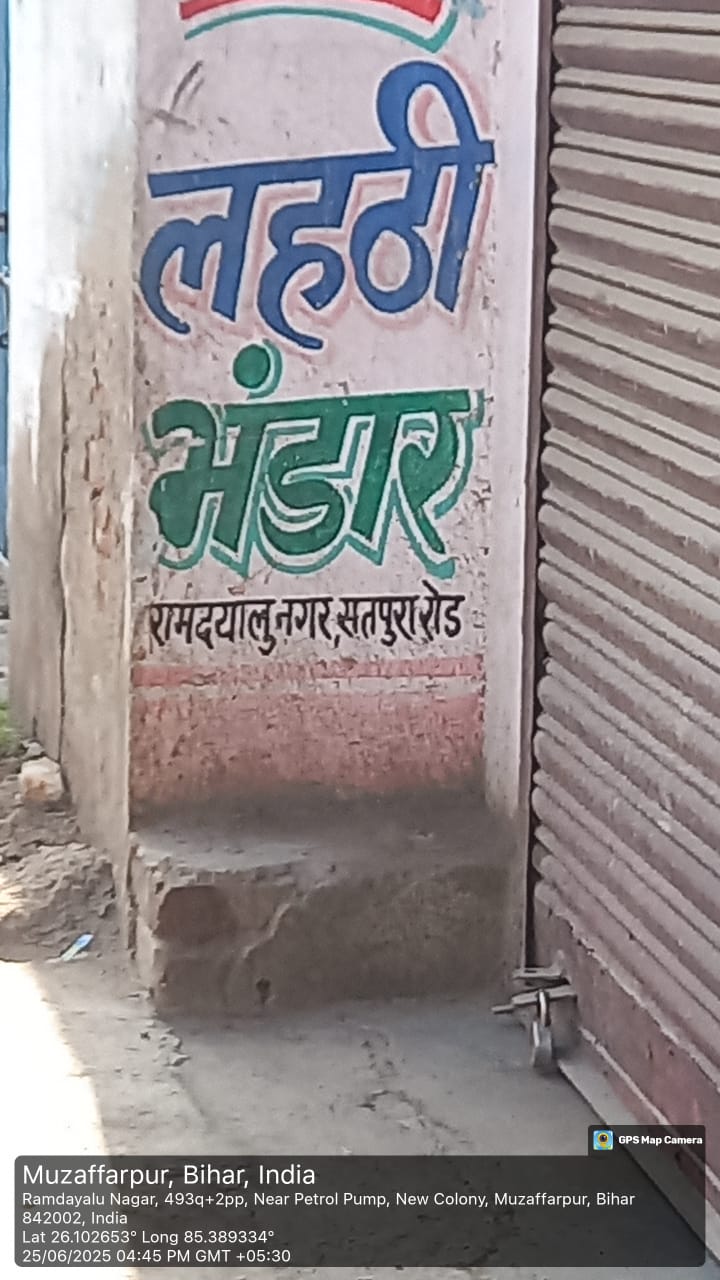 लहठी
भंडार
रामदयालु नगर, सतपुरा रोड
GPS Map Camera
Muzaffarpur, Bihar, India
Ramdayalu Nagar, 493q+2pp, Near Petrol Pump, New Colony, Muzaffarpur, Bihar
842002, India
Lat 26.102653° Long 85.389334°
25/06/2025 04:45 PM GMT +05:30